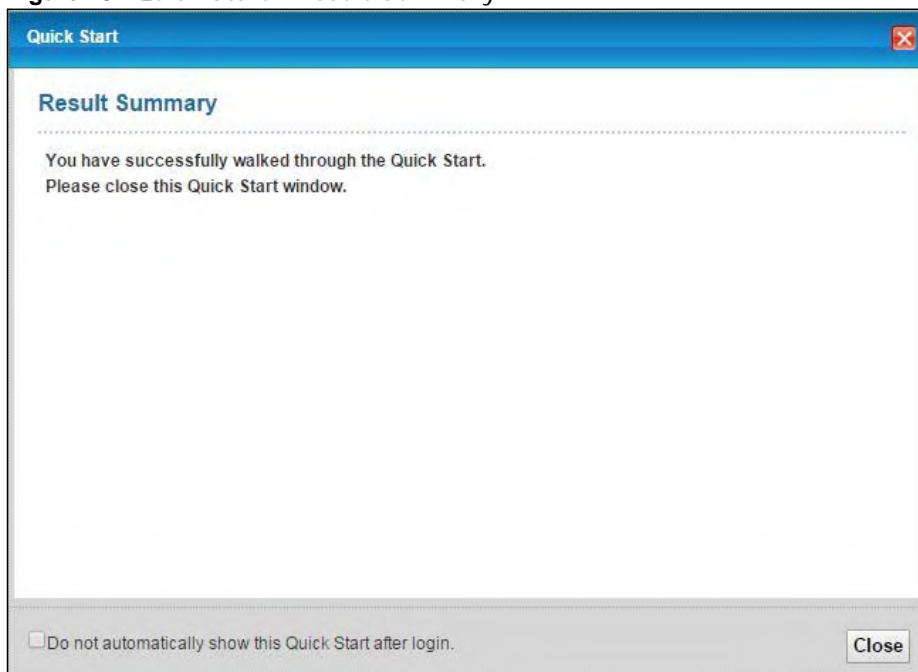 Quick Start
Result Summary
You have successfully walked through the Quick Start.
Please close this Quick Start window.
Do not automatically show this Quick Start after login.
Close